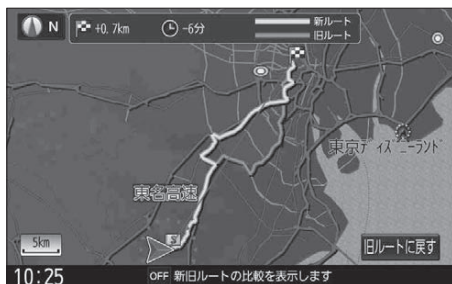 N +0.7km -6分 新ルート
旧ルート
東京ディズニーランド
東名高速
S
5km
旧ルートに戻す
10:25 OFF 新旧ルートの比較を表示します